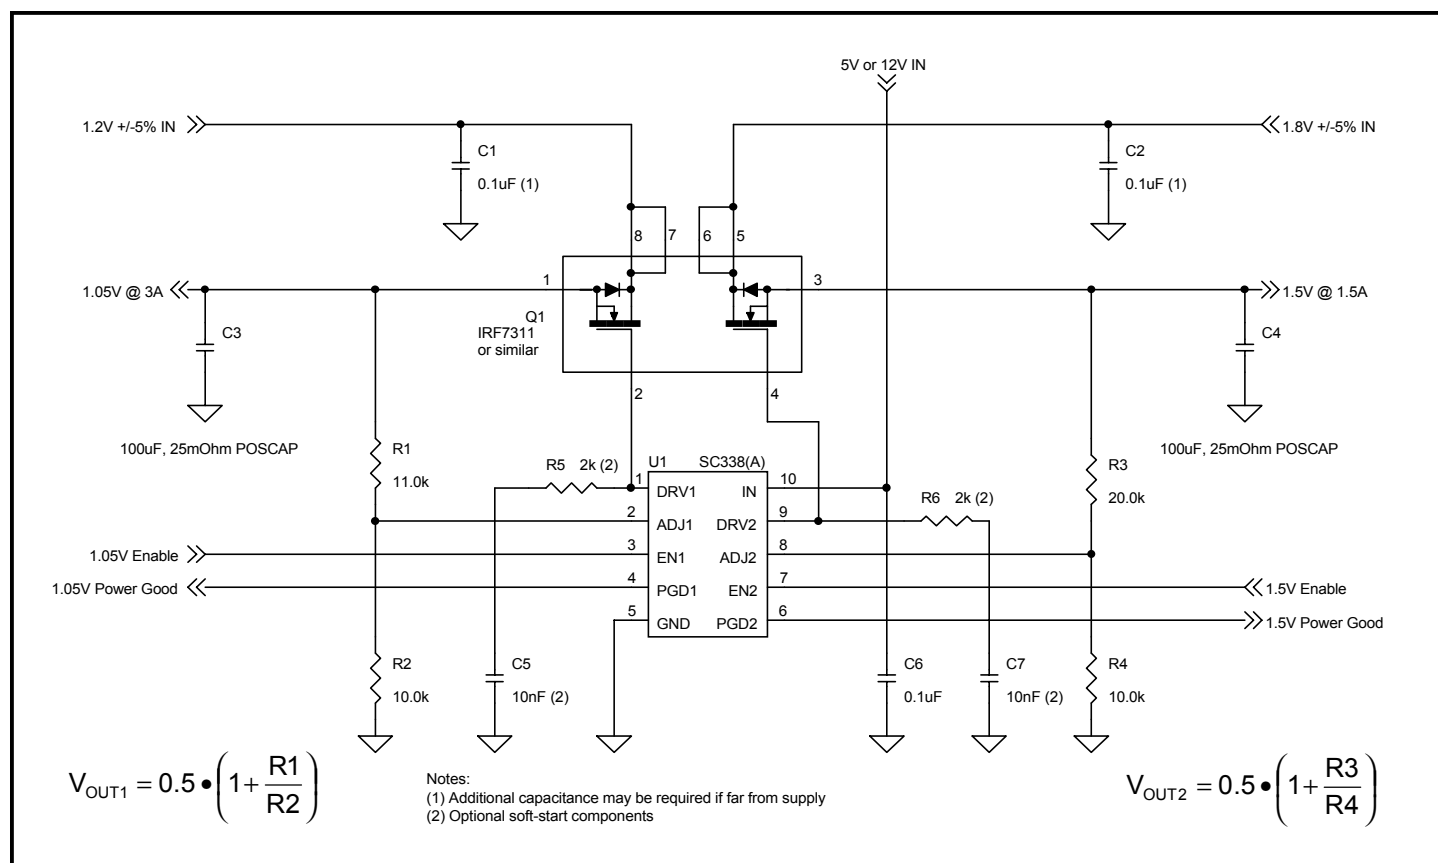 5V or 12V IN
1.2V +/-5% IN
1.8V +/-5% IN
C1
0.1uF (1)
C2
0.1uF (1)
8
7
6
5
1
3
1.05V @ 3A
1.5V @ 1.5A
C3
Q1
IRF7311
or similar
C4
2
4
100uF, 25mOhm POSCAP
100uF, 25mOhm POSCAP
R1
11.0k
R3
20.0k
R5 2k (2)
U1
SC338(A)
R6 2k (2)
1 DRV1 IN 10
2 ADJ1 DRV2 9
3 EN1 ADJ2 8
4 PGD1 EN2 7
5 GND PGD2 6
1.05V Enable
1.05V Power Good
1.5V Enable
1.5V Power Good
R2
10.0k
C5
10nF (2)
C6
0.1uF
C7
10nF (2)
R4
10.0k
VOUT1 = 0.5 • (1 + R1/R2)
Notes:
(1) Additional capacitance may be required if far from supply
(2) Optional soft-start components
VOUT2 = 0.5 • (1 + R3/R4)